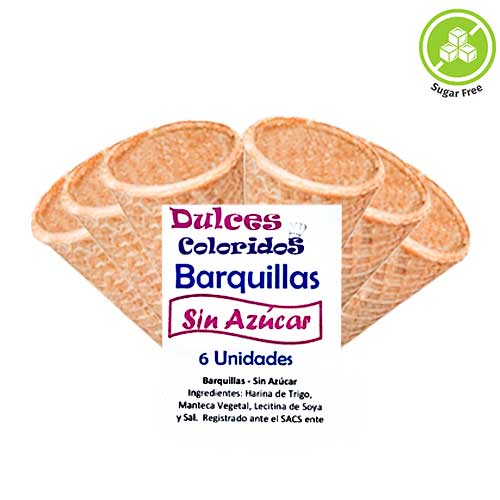 Sugar Free
Dulces
Coloridos
Barquillas
Sin Azúcar
6 Unidades
Barquillas - Sin Azúcar
Ingredientes: Harina de Trigo,
Manteca Vegetal, Lecitina de Soya
y Sal. Registrado ante el SACS ente